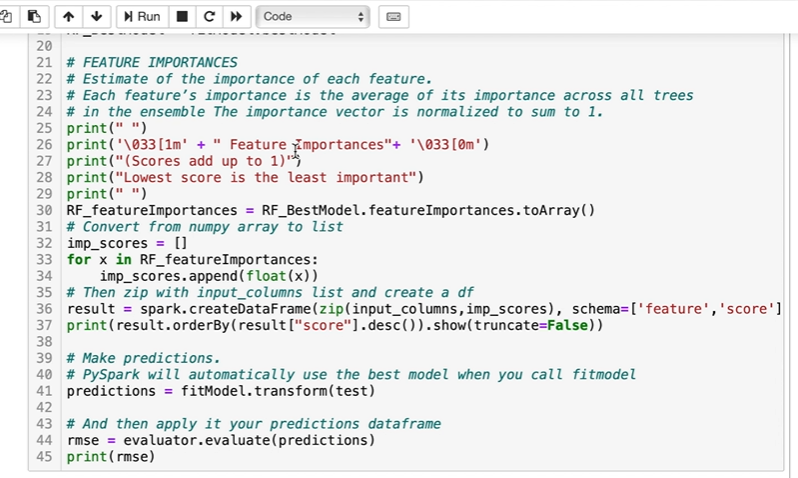 Run
Code
20
21 # FEATURE IMPORTANCES
22 # Estimate of the importance of each feature.
23 # Each feature’s importance is the average of its importance across all trees
24 # in the ensemble The importance vector is normalized to sum to 1.
25 print(" ")
26 print('\033[1m' + " Feature Importances"+ '\033[0m')
27 print("(Scores add up to 1)")
28 print("Lowest score is the least important")
29 print(" ")
30 RF_featureImportances = RF_BestModel.featureImportances.toArray()
31 # Convert from numpy array to list
32 imp_scores = []
33 for x in RF_featureImportances:
34 imp_scores.append(float(x))
35 # Then zip with input_columns list and create a df
36 result = spark.createDataFrame(zip(input_columns,imp_scores), schema=['feature','score']
37 print(result.orderBy(result["score"].desc()).show(truncate=False))
38
39 # Make predictions.
40 # PySpark will automatically use the best model when you call fitmodel
41 predictions = fitModel.transform(test)
42
43 # And then apply it your predictions dataframe
44 rmse = evaluator.evaluate(predictions)
45 print(rmse)